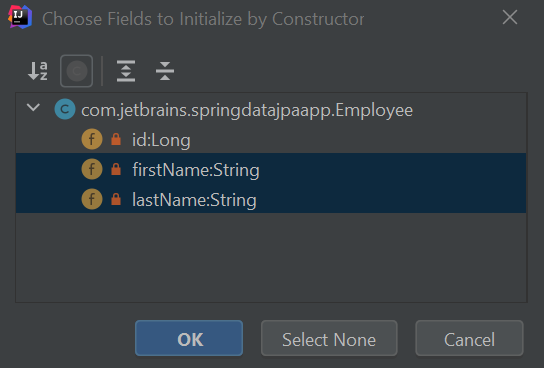 Choose Fields to Initialize by Constructor
com.jetbrains.springdatajpaapp.Employee
id:Long
firstName:String
lastName:String
OK Select None Cancel